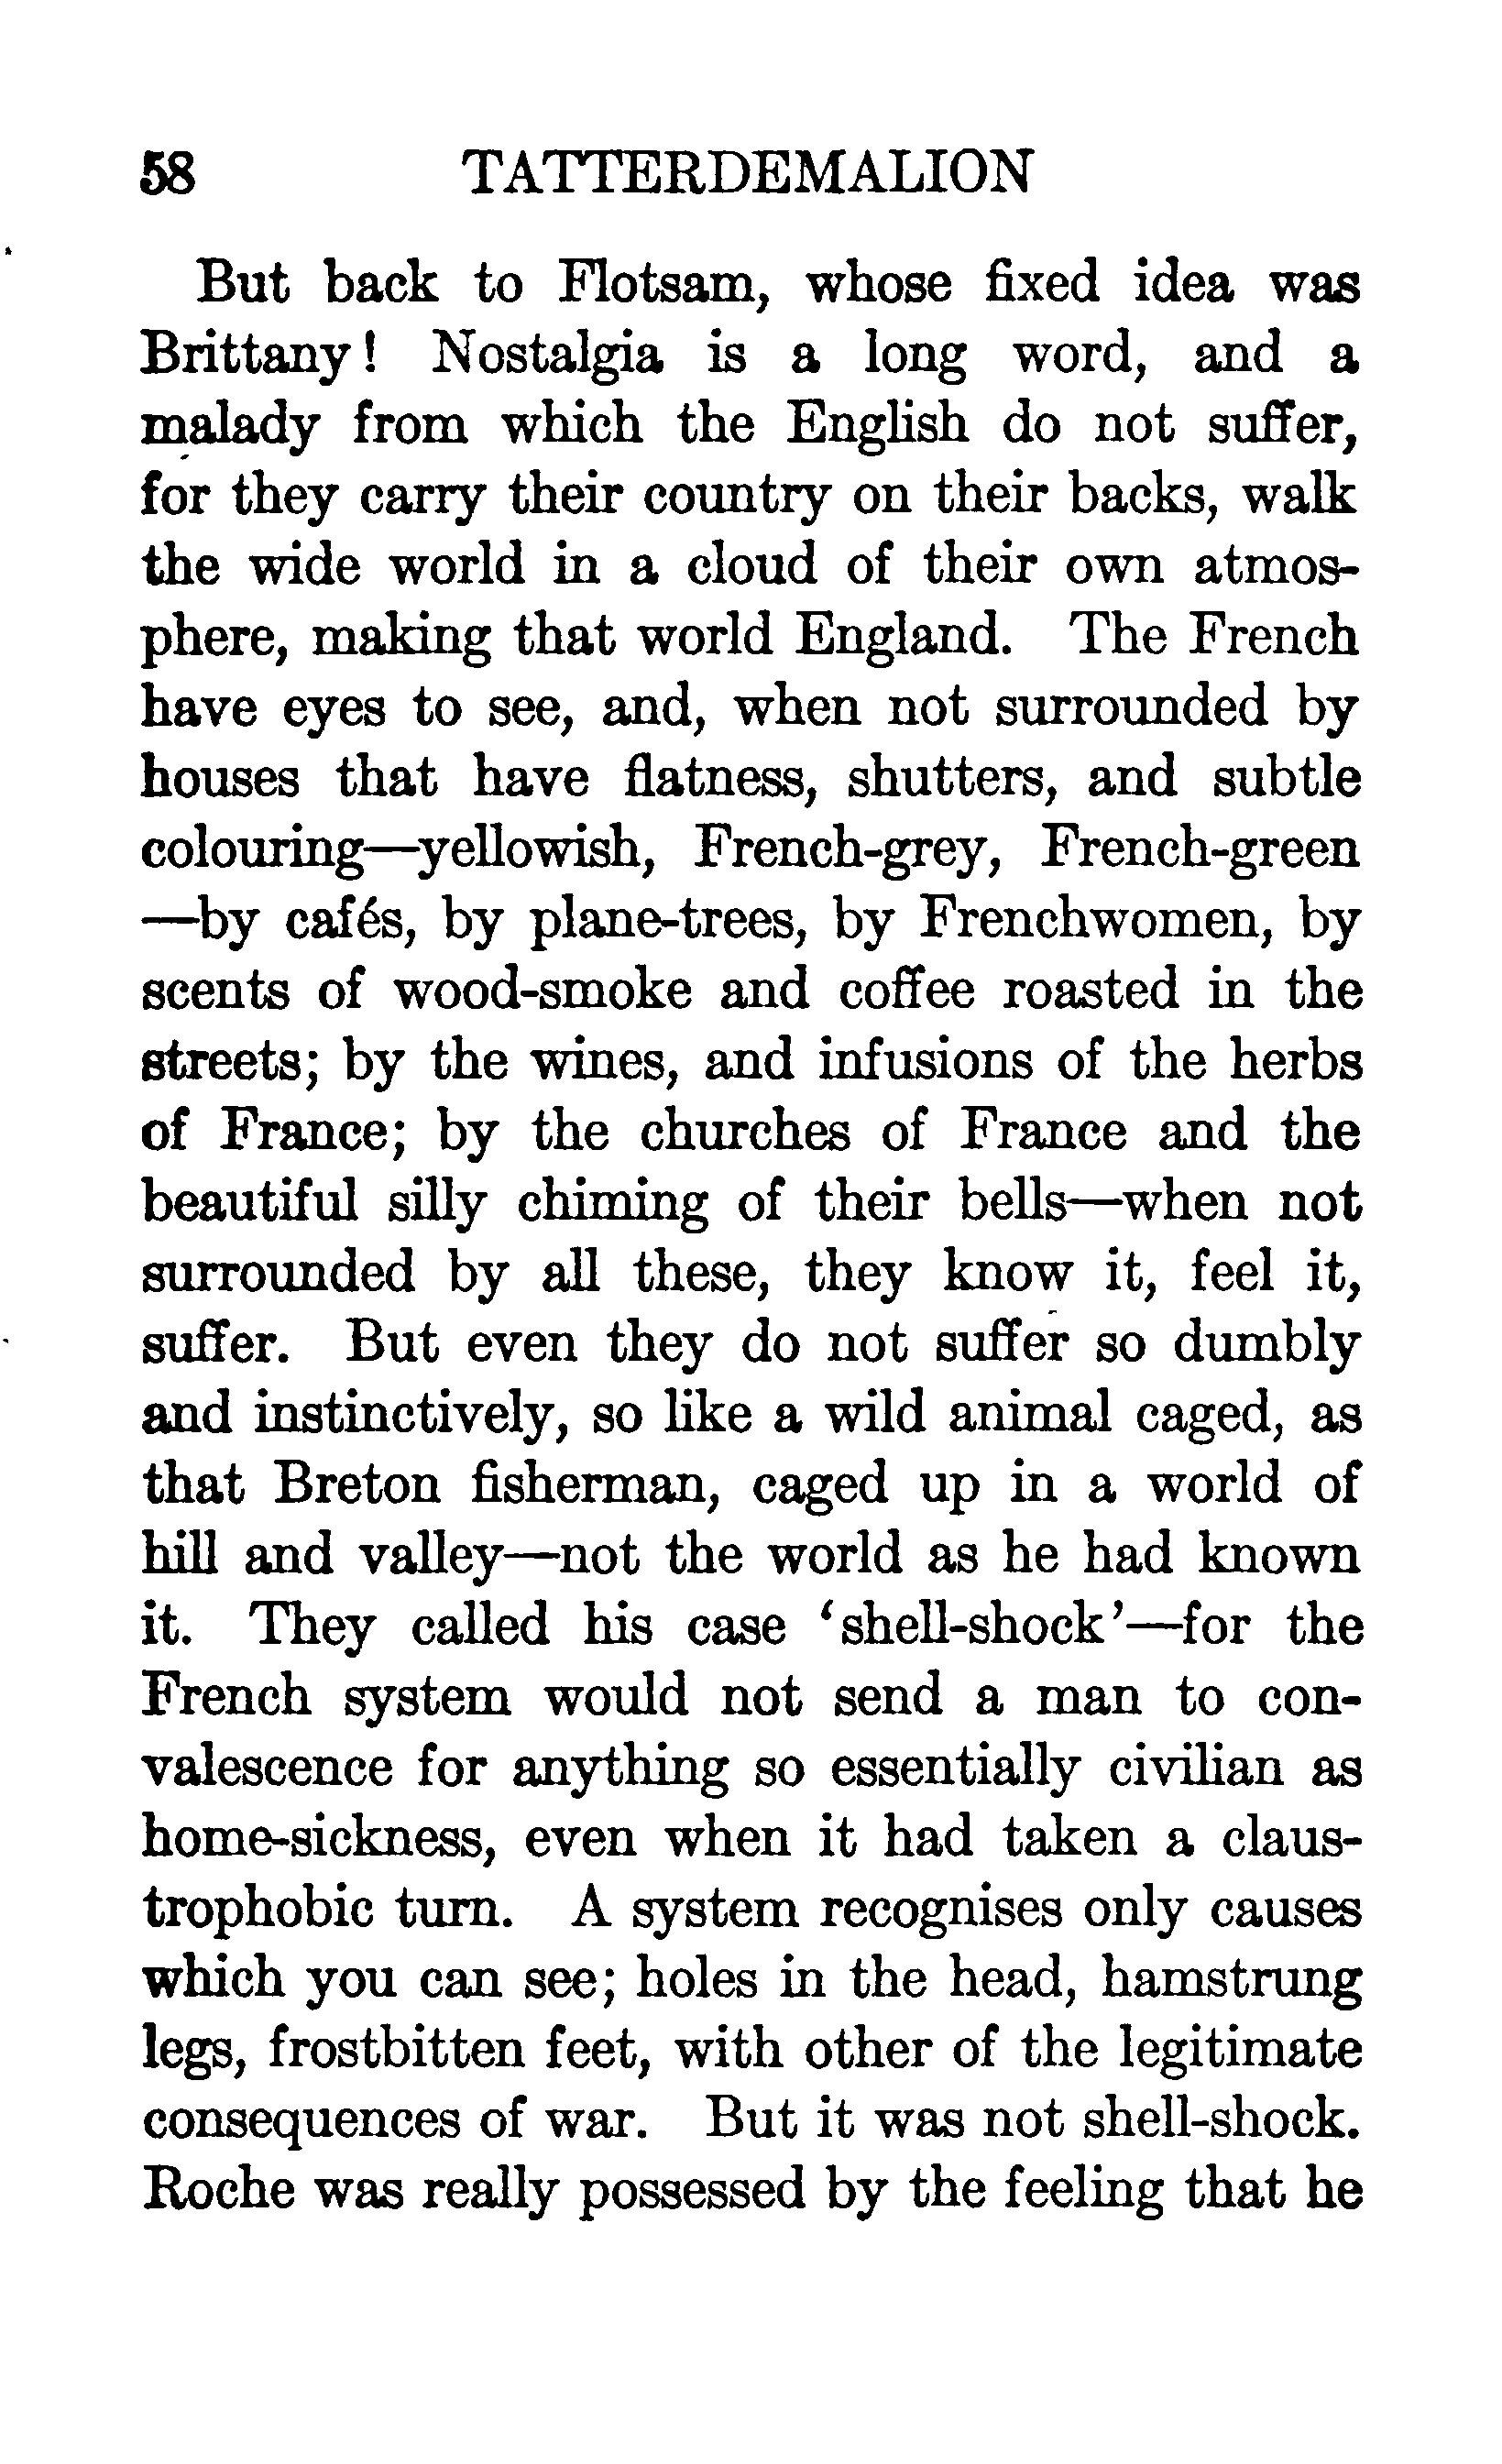 58 TATTERDEMALION
But back to Flotsam, whose fixed idea was
Brittany! Nostalgia is a long word, and a
malady from which the English do not suffer,
for they carry their country on their backs, walk
the wide world in a cloud of their own atmos-
phere, making that world England. The French
have eyes to see, and, when not surrounded by
houses that have flatness, shutters, and subtle
colouring—yellowish, French-grey, French-green
—by cafés, by plane-trees, by Frenchwomen, by
scents of wood-smoke and coffee roasted in the
streets; by the wines, and infusions of the herbs
of France; by the churches of France and the
beautiful silly chiming of their bells—when not
surrounded by all these, they know it, feel it,
suffer. But even they do not suffer so dumbly
and instinctively, so like a wild animal caged, as
that Breton fisherman, caged up in a world of
hill and valley—not the world as he had known
it. They called his case ‘shell-shock’—for the
French system would not send a man to con-
valescence for anything so essentially civilian as
home-sickness, even when it had taken a claus-
trophobic turn. A system recognises only causes
which you can see; holes in the head, hamstrung
legs, frostbitten feet, with other of the legitimate
consequences of war. But it was not shell-shock.
Roche was really possessed by the feeling that he